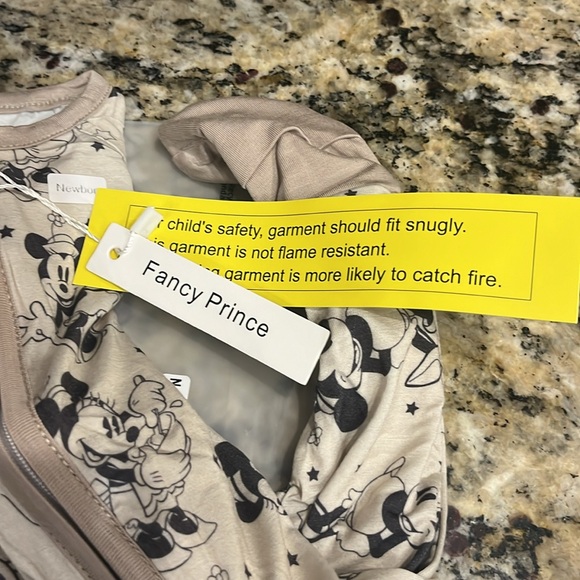 Newbor
r child's safety, garment should fit snugly.
is garment is not flame resistant.
ng garment is more likely to catch fire.
Fancy Prince
N